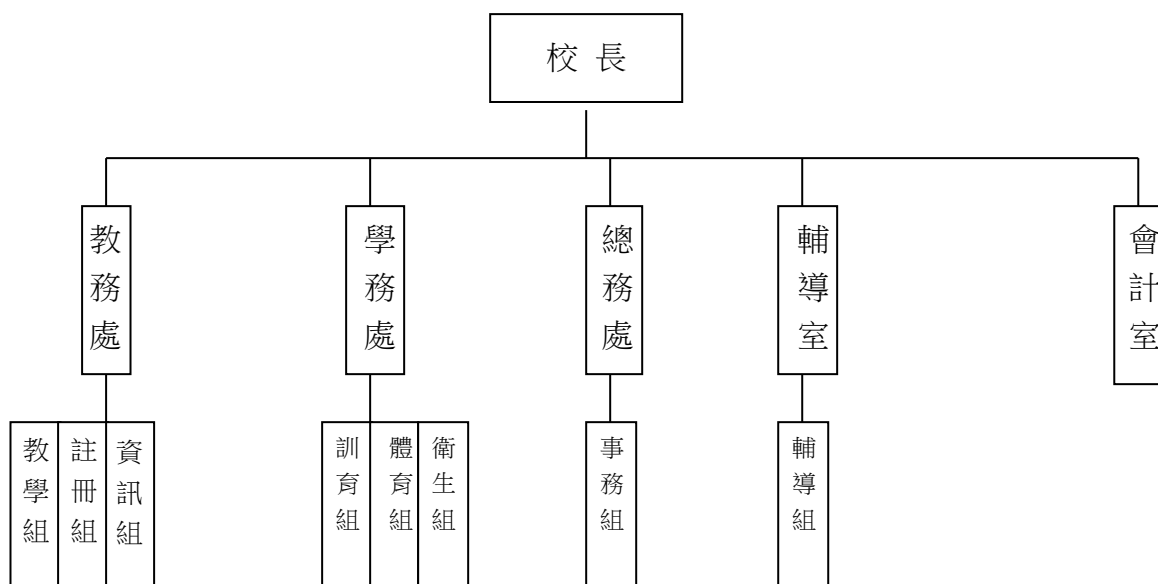 校 長
教務處
學務處
總務處
輔導室
會計室
教學組
註冊組
資訊組
訓育組
體育組
衛生組
事務組
輔導組